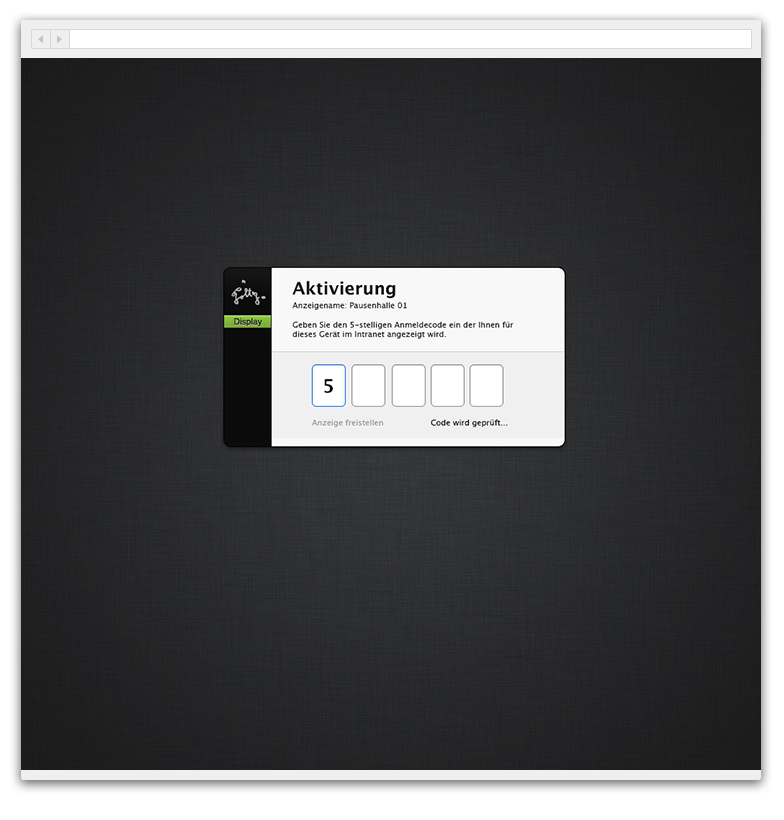 Aktivierung
Anzeigename: Pausenhalle 01
Display
Geben Sie den 5-stelligen Anmeldecode ein der Ihnen für
dieses Gerät im Intranet angezeigt wird.
5
Anzeige freistellen Code wird geprüft...